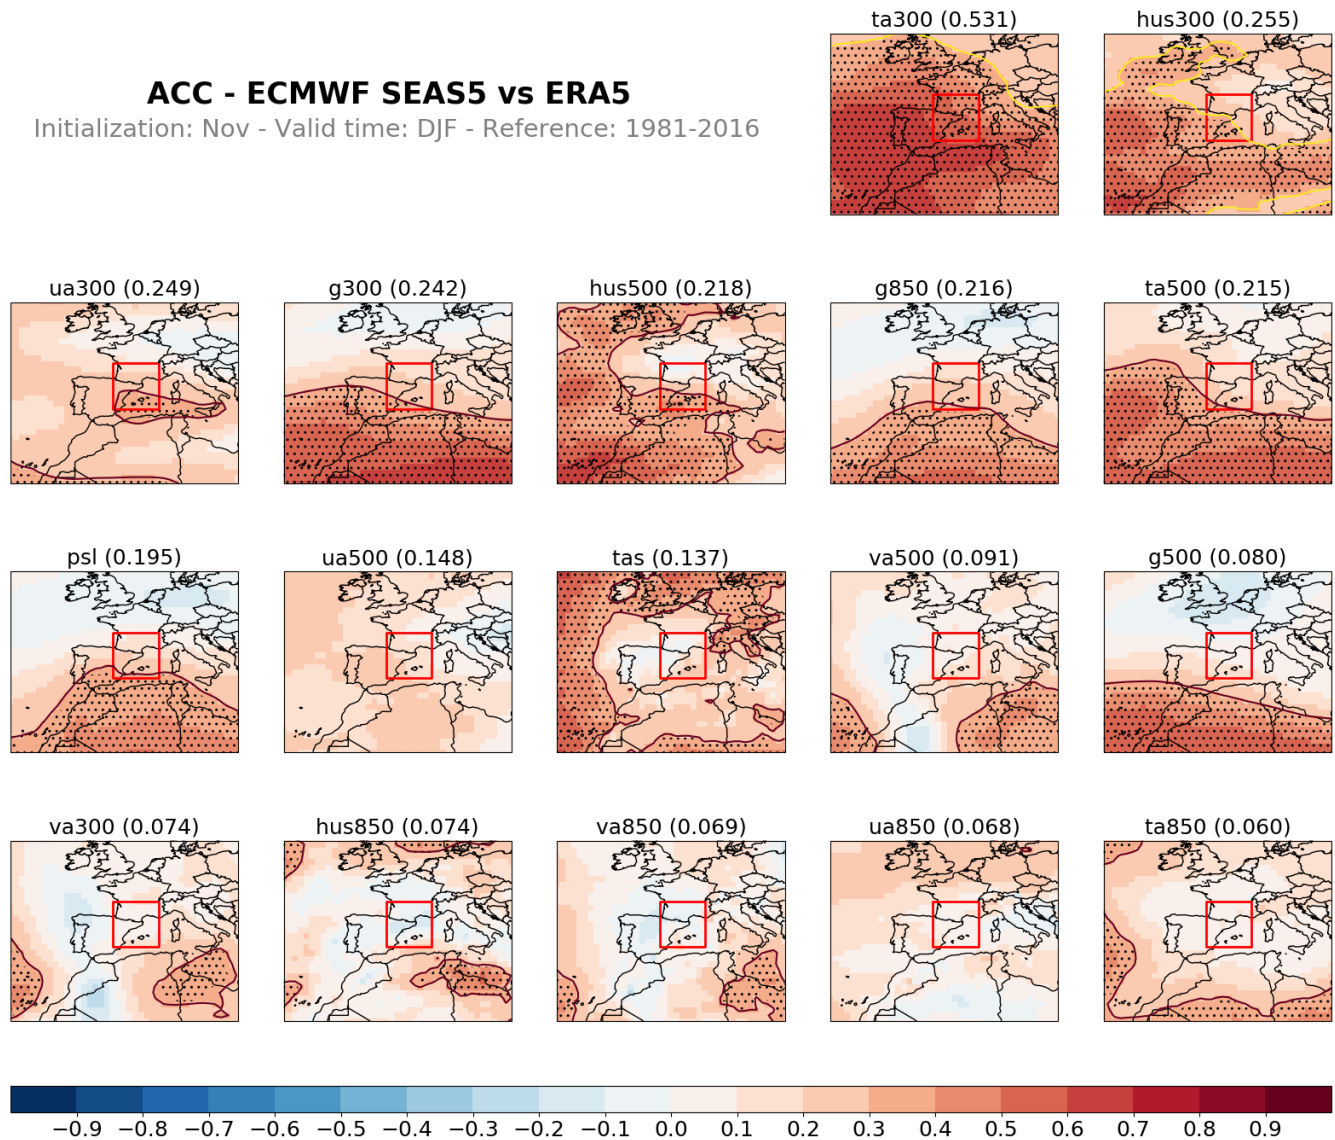 ta300 (0.531) hus300 (0.255)
ACC - ECMWF SEAS5 vs ERA5
Initialization: Nov - Valid time: DJF - Reference: 1981-2016
ua300 (0.249) g300 (0.242) hus500 (0.218) g850 (0.216) ta500 (0.215)
psl (0.195) ua500 (0.148) tas (0.137) va500 (0.091) g500 (0.080)
va300 (0.074) hus850 (0.074) va850 (0.069) ua850 (0.068) ta850 (0.060)
−0.9 −0.8 −0.7 −0.6 −0.5 −0.4 −0.3 −0.2 −0.1 0.0 0.1 0.2 0.3 0.4 0.5 0.6 0.7 0.8 0.9